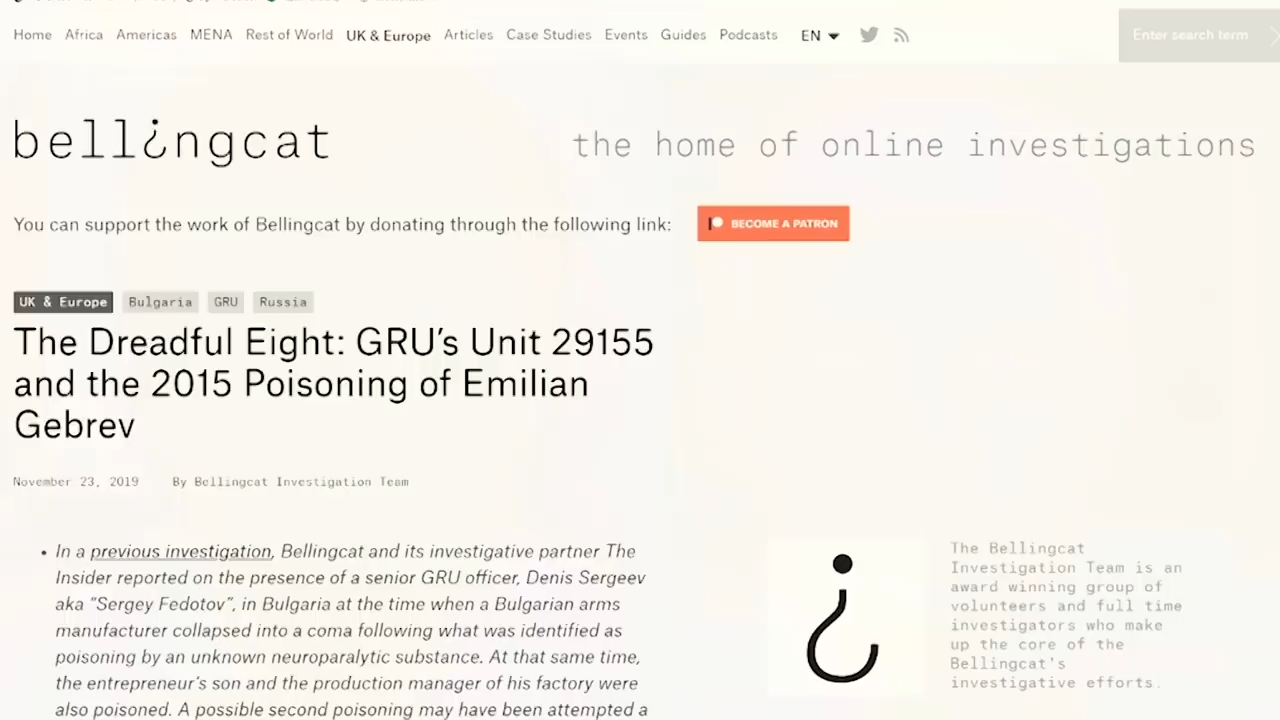 Home Africa Americas MENA Rest of World UK & Europe Articles Case Studies Events Guides Podcasts EN Enter search term
bell¿ngcat the home of online investigations
You can support the work of Bellingcat by donating through the following link: BECOME A PATRON
UK & Europe Bulgaria GRU Russia
The Dreadful Eight: GRU’s Unit 29155
and the 2015 Poisoning of Emilian
Gebrev
November 23, 2019 By Bellingcat Investigation Team
• In a previous investigation, Bellingcat and its investigative partner The
Insider reported on the presence of a senior GRU officer, Denis Sergeev
aka “Sergey Fedotov”, in Bulgaria at the time when a Bulgarian arms
manufacturer collapsed into a coma following what was identified as
poisoning by an unknown neuroparalytic substance. At that same time,
the entrepreneur’s son and the production manager of his factory were
also poisoned. A possible second poisoning may have been attempted a
¿
The Bellingcat
Investigation Team is an
award winning group of
volunteers and full time
investigators who make
up the core of the
Bellingcat's
investigative efforts.